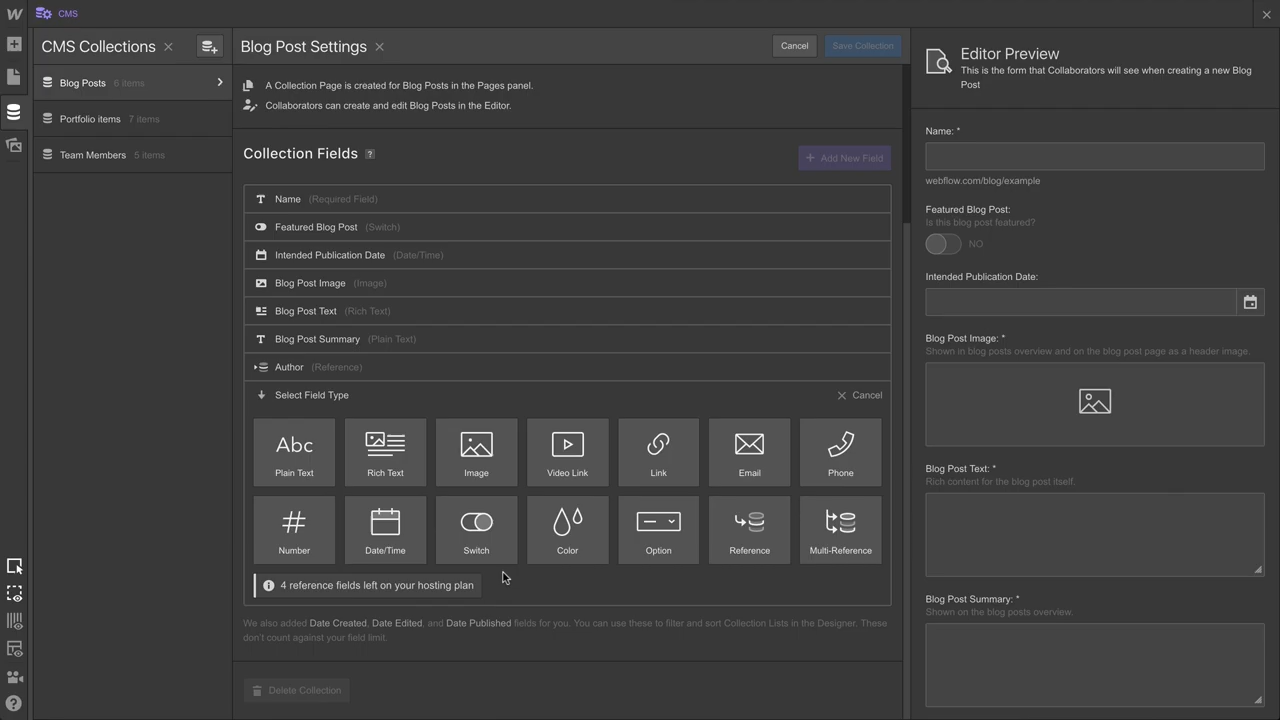 CMS
CMS Collections
Blog Posts 6 items
Portfolio items 7 items
Team Members 5 items
Blog Post Settings
Cancel
Save Collection
A Collection Page is created for Blog Posts in the Pages panel.
Collaborators can create and edit Blog Posts in the Editor.
Collection Fields ?
+ Add New Field
Name (Required Field)
Featured Blog Post (Switch)
Intended Publication Date (Date/Time)
Blog Post Image (Image)
Blog Post Text (Rich Text)
Blog Post Summary (Plain Text)
Author (Reference)
Select Field Type
Cancel
Abc
Plain Text
Rich Text
Image
Video Link
Link
Email
Phone
Number
Date/Time
Switch
Color
Option
Reference
Multi-Reference
4 reference fields left on your hosting plan
We also added Date Created, Date Edited, and Date Published fields for you. You can use these to filter and sort Collection Lists in the Designer. These
don't count against your field limit.
Delete Collection
Editor Preview
This is the form that Collaborators will see when creating a new Blog
Post
Name: *
webflow.com/blog/example
Featured Blog Post:
Is this blog post featured?
NO
Intended Publication Date:
Blog Post Image: *
Shown in blog posts overview and on the blog post page as a header image.
Blog Post Text: *
Rich content for the blog post itself.
Blog Post Summary: *
Shown on the blog posts overview.